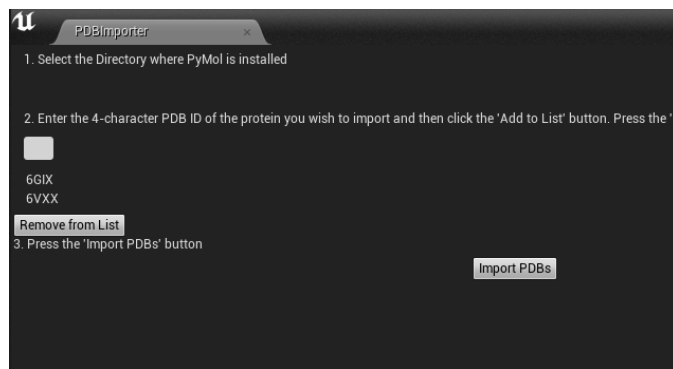 PDBImporter
1. Select the Directory where PyMol is installed
2. Enter the 4-character PDB ID of the protein you wish to import and then click the 'Add to List' button. Press the '
6GIX
6VXX
Remove from List
3. Press the 'Import PDBs' button
Import PDBs